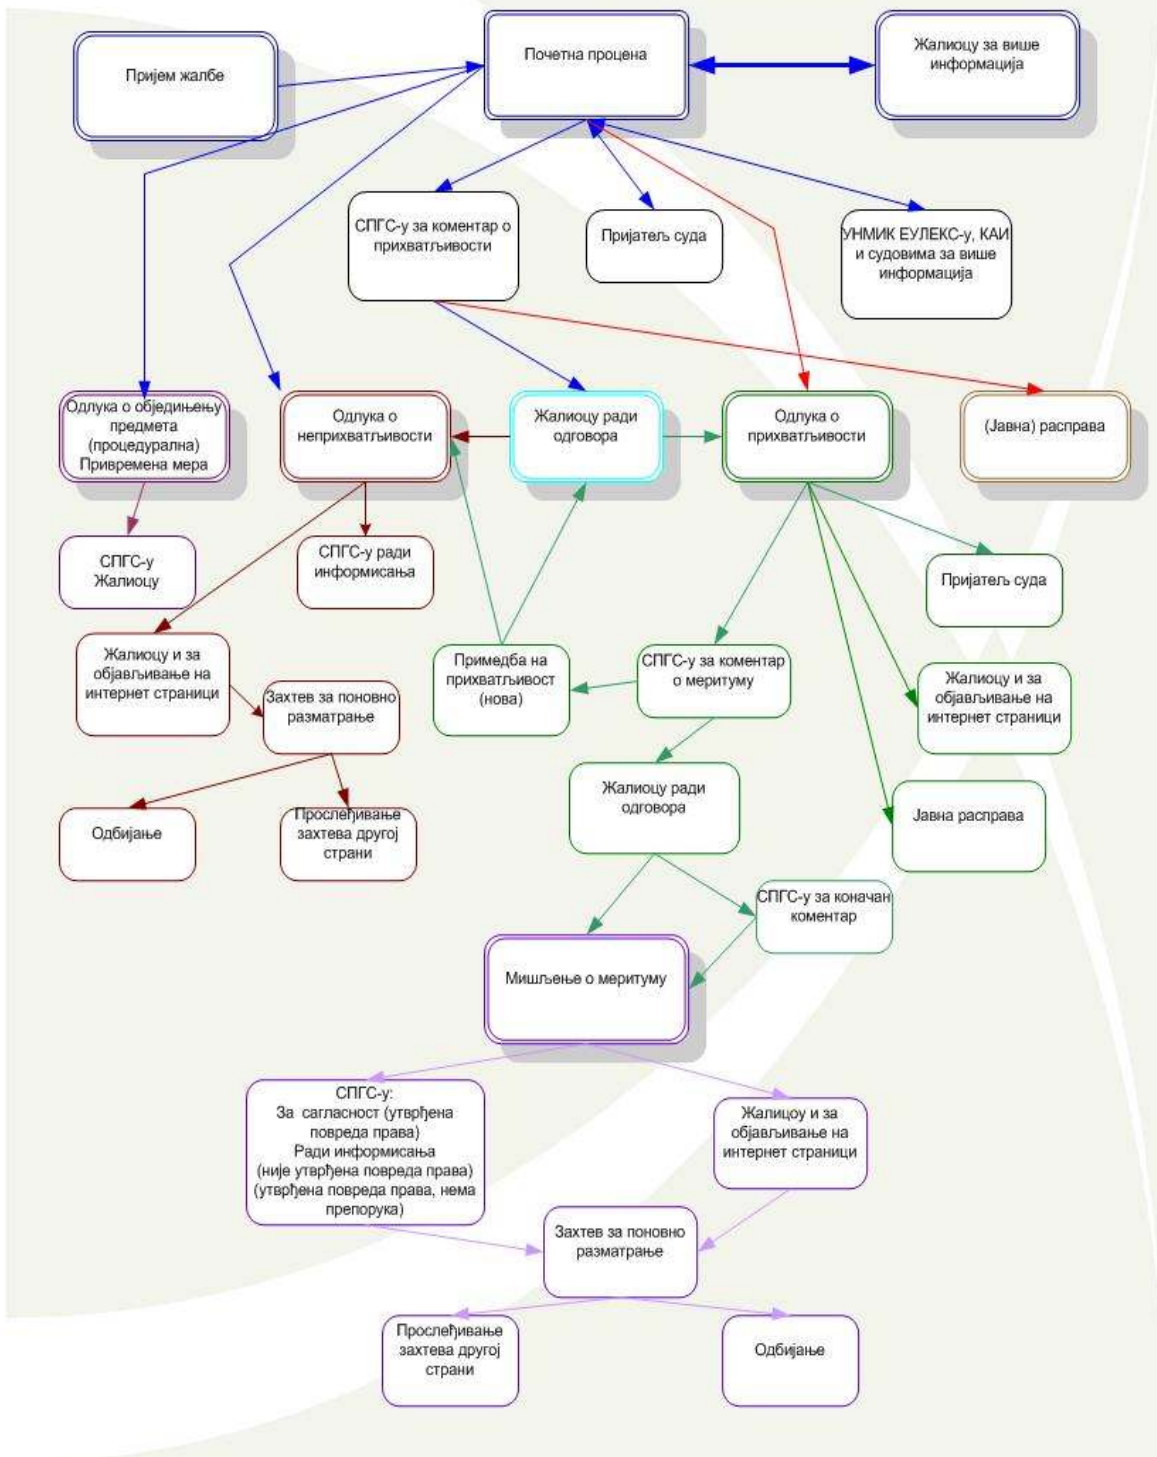 Пријем жалбе
Почетна процена
Жалиоцу за више
информација
СПГС-у за коментар о
прихватљивости
Пријатељ суда
УНМИК ЕУЛЕКС-у, КАИ
и судовима за више
информација
Одлука о обједињењу
предмета
(процедурална)
Привремена мера
Одлука о
неприхватљивости
Жалиоцу ради
одговора
Одлука о
прихватљивости
(Јавна) расправа
СПГС-у
Жалиоцу
СПГС-у ради
информисања
Пријатељ суда
Жалиоцу и за
објављивање на
интернет страници
Захтев за поновно
разматрање
Примедба на
прихватљивост
(нова)
СПГС-у за коментар
о меритуму
Жалиоцу и за
објављивање на
интернет страници
Одбијање
Прослеђивање
захтева другој
страни
Жалиоцу ради
одговора
Јавна расправа
СПГС-у за коначан
коментар
Мишљење о меритуму
СПГС-у:
За сагласност (утврђена
повреда права)
Ради информисања
(није утврђена повреда права)
(утврђена повреда права, нема
препорука)
Жалицоу и за
објављивање на
интернет страници
Захтев за поновно
разматрање
Прослеђивање
захтева другој
страни
Одбијање